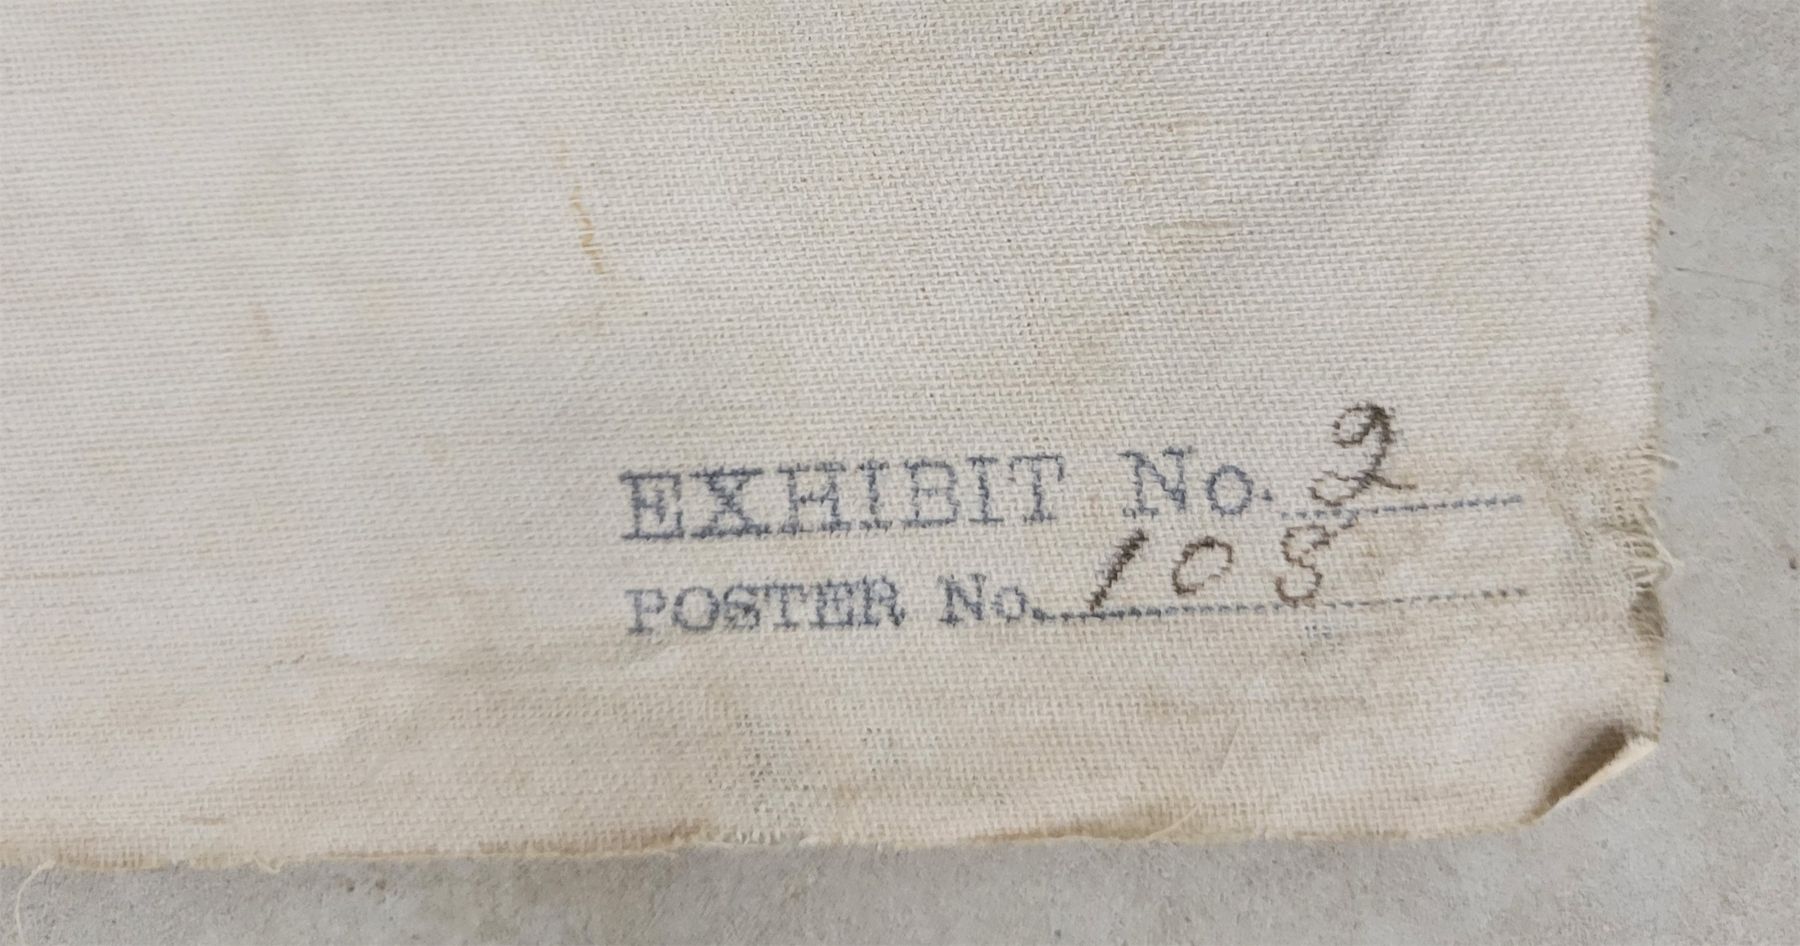 EXHIBIT No. 2
POSTER No. 108